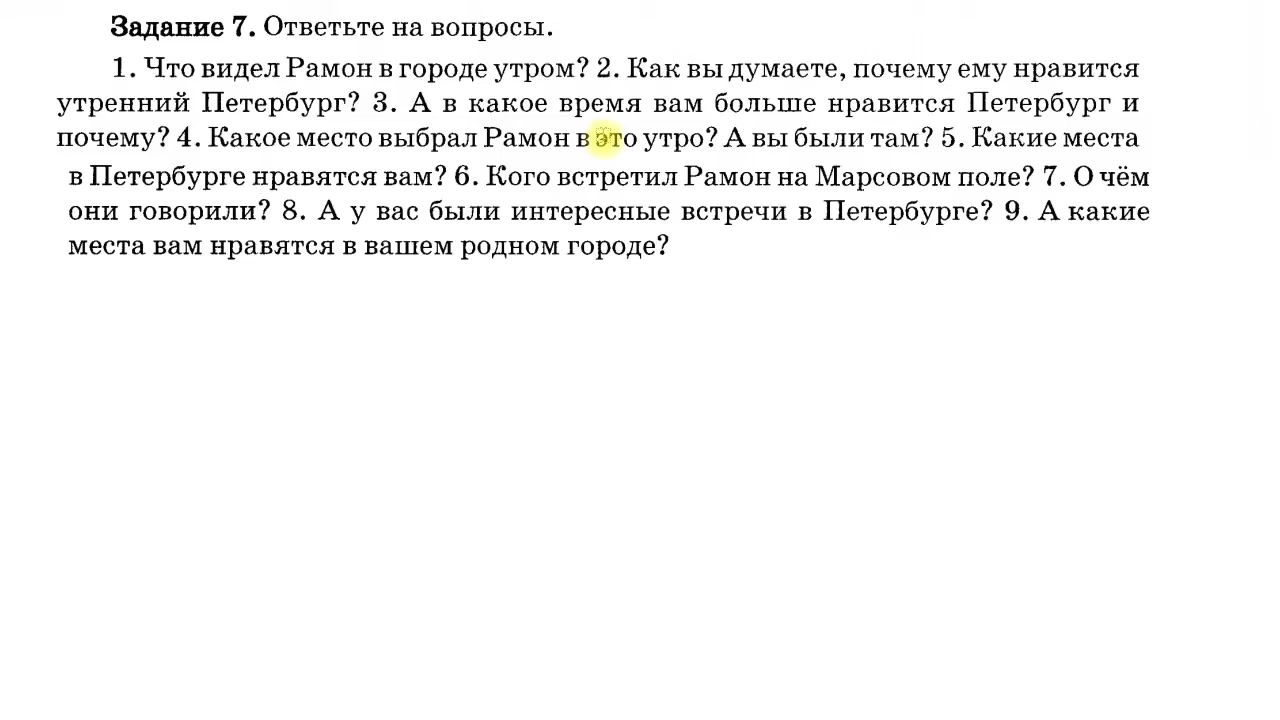 Задание 7. Ответьте на вопросы.
1. Что видел Рамон в городе утром? 2. Как вы думаете, почему ему нравится
утренний Петербург? 3. А в какое время вам больше нравится Петербург и
почему? 4. Какое место выбрал Рамон в это утро? А вы были там? 5. Какие места
в Петербурге нравятся вам? 6. Кого встретил Рамон на Марсовом поле? 7. О чём
они говорили? 8. А у вас были интересные встречи в Петербурге? 9. А какие
места вам нравятся в вашем родном городе?